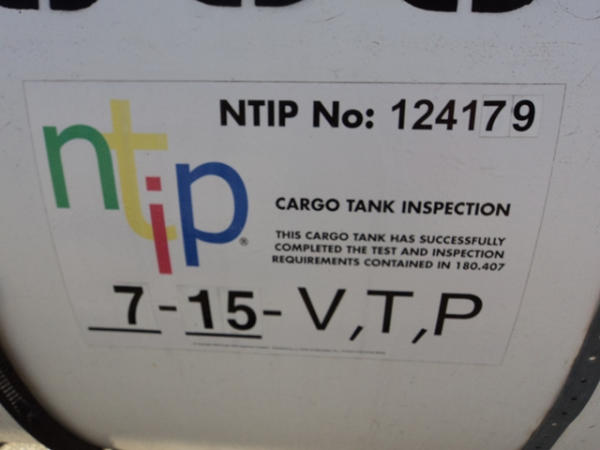 NTIP No: 124179
ntip®
CARGO TANK INSPECTION
THIS CARGO TANK HAS SUCCESSFULLY
COMPLETED THE TEST AND INSPECTION
REQUIREMENTS CONTAINED IN 180.407
7-15-V,T,P